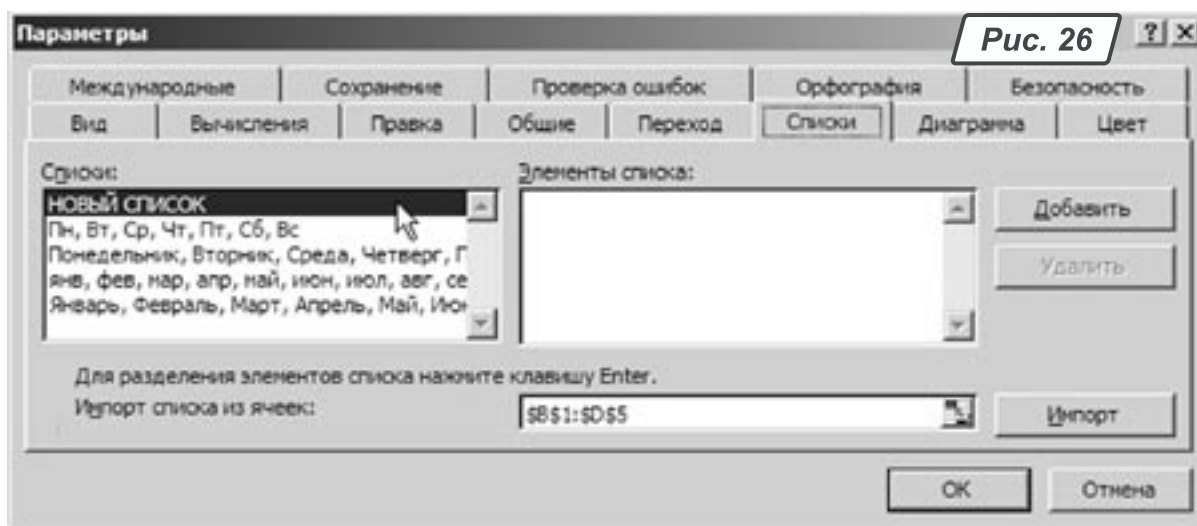 Параметры
Рис. 26
Международные Сохранение Проверка ошибок Орфография Безопасность
Вид Вычисления Правка Общие Переход Списки Диаграмма Цвет
Списки: Элементы списка:
НОВЫЙ СПИСОК
Пн, Вт, Ср, Чт, Пт, Сб, Вс
Понедельник, Вторник, Среда, Четверг, П
янв, фев, мар, апр, май, июн, июл, авг, се
Январь, Февраль, Март, Апрель, Май, Июн
Добавить
Удалить
Для разделения элементов списка нажмите клавишу Enter.
Импорт списка из ячеек: $B$1:$D$5 Импорт
ОК Отмена